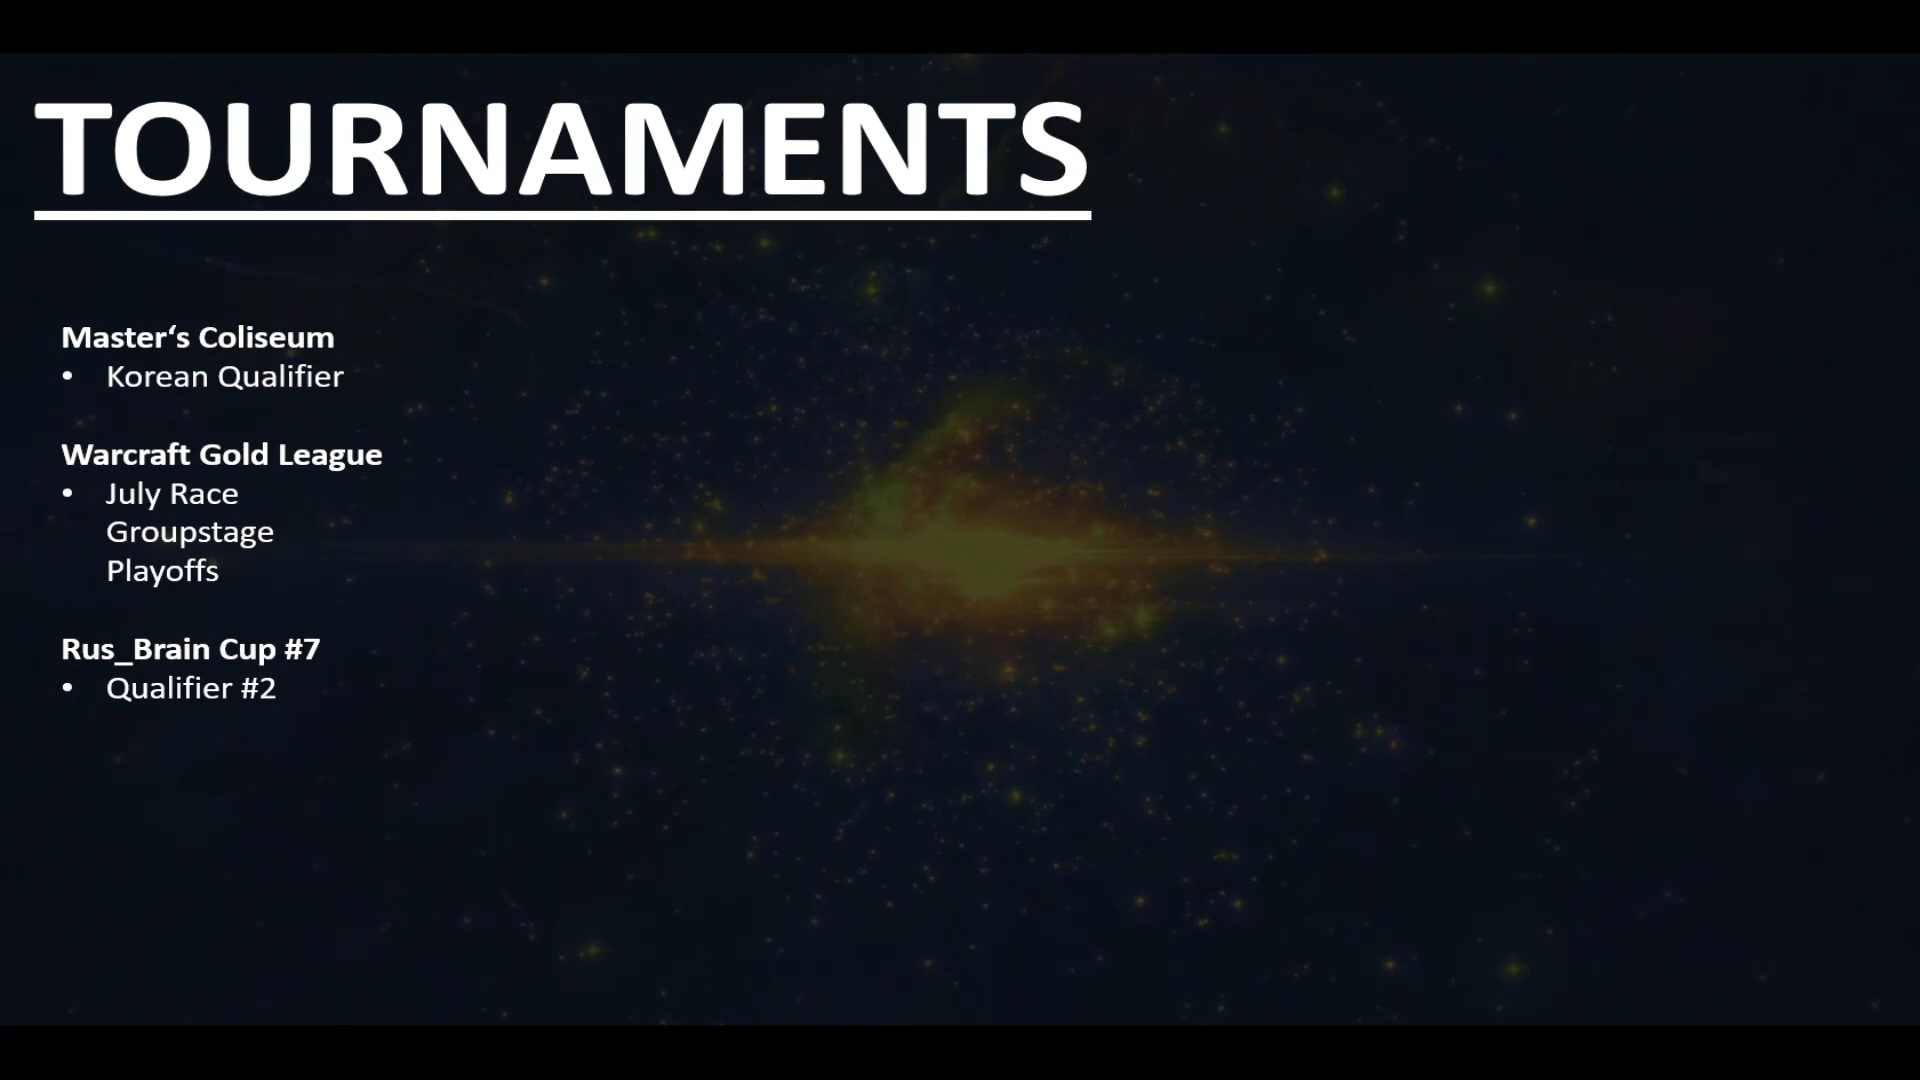 TOURNAMENTS
Master‘s Coliseum
• Korean Qualifier
Warcraft Gold League
• July Race
Groupstage
Playoffs
Rus_Brain Cup #7
• Qualifier #2